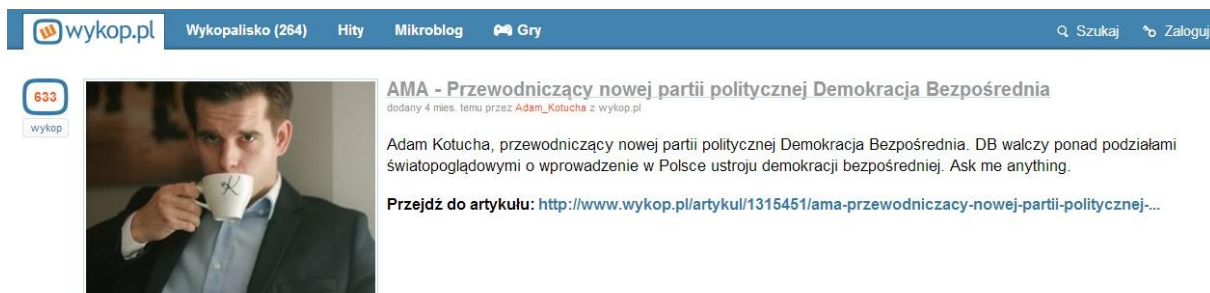 wykop.pl Wykopalisko (264) Hity Mikroblog Gry Szukaj Zaloguj
633
wykop
AMA - Przewodniczący nowej partii politycznej Demokracja Bezpośrednia
dodany 4 mies. temu przez Adam_Kotucha z wykop.pl
Adam Kotucha, przewodniczący nowej partii politycznej Demokracja Bezpośrednia. DB walczy ponad podziałami
światopoglądowymi o wprowadzenie w Polsce ustroju demokracji bezpośredniej. Ask me anything.
Przejdź do artykułu: http://www.wykop.pl/artykul/1315451/ama-przewodniczacy-nowej-partii-politycznej-...
K